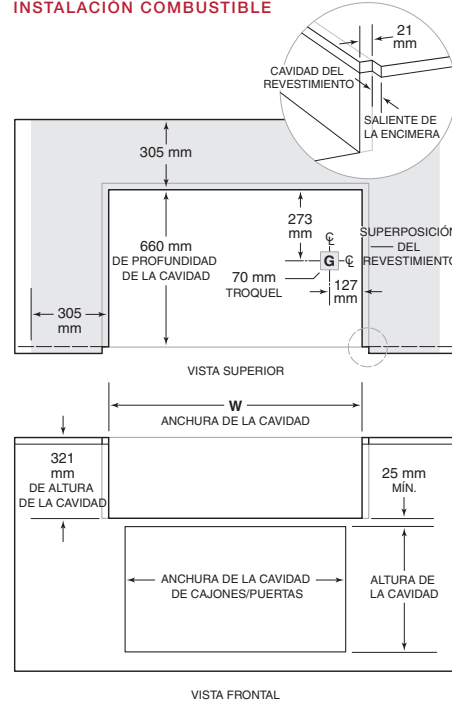 INSTALACIÓN COMBUSTIBLE
21
mm
CAVIDAD DEL
REVESTIMIENTO
SALIENTE DE
LA ENCIMERA
305 mm
273
mm
660 mm
DE PROFUNDIDAD
DE LA CAVIDAD
G
SUPERPOSICIÓN
DEL
REVESTIMIENTO
70 mm
TROQUEL
127
mm
305
mm
VISTA SUPERIOR
W
ANCHURA DE LA CAVIDAD
321
mm
DE ALTURA
DE LA CAVIDAD
25 mm
MÍN.
ANCHURA DE LA CAVIDAD
DE CAJONES/PUERTAS
ALTURA DE
LA CAVIDAD
VISTA FRONTAL